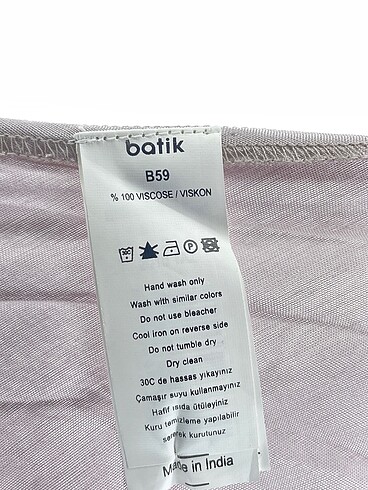 batik
B59
% 100 VISCOSE / VISKON
Hand wash only
Wash with similar colors
Do not use bleacher
Cool iron on reverse side
Do not tumble dry
Dry clean
30C de hassas yıkayınız
Çamaşır suyu kullanmayınız
Hafif ısıda ütüleyiniz
Kuru temizleme yapılabilir
sererek kurutunuz
Made in India